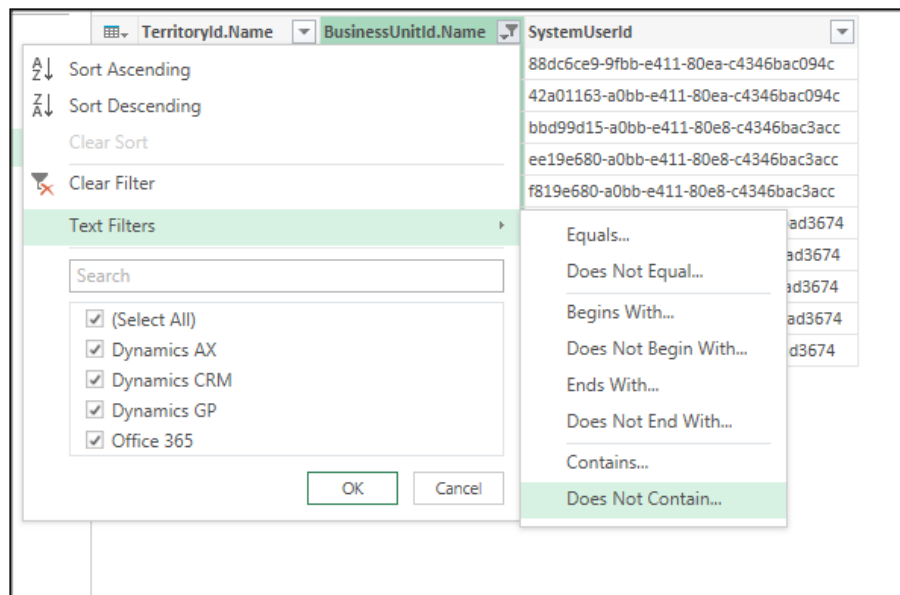 TerritoryId.Name BusinessUnitId.Name SystemUserId
Sort Ascending
Sort Descending
Clear Sort
Clear Filter
Text Filters
Search
(Select All)
Dynamics AX
Dynamics CRM
Dynamics GP
Office 365
OK Cancel
88dc6ce9-9fbb-e411-80ea-c4346bac094c
42a01163-a0bb-e411-80ea-c4346bac094c
bbd99d15-a0bb-e411-80e8-c4346bac3acc
ee19e680-a0bb-e411-80e8-c4346bac3acc
f819e680-a0bb-e411-80e8-c4346bac3acc
ad3674
ad3674
ad3674
ad3674
d3674
Equals...
Does Not Equal...
Begins With...
Does Not Begin With...
Ends With...
Does Not End With...
Contains...
Does Not Contain...